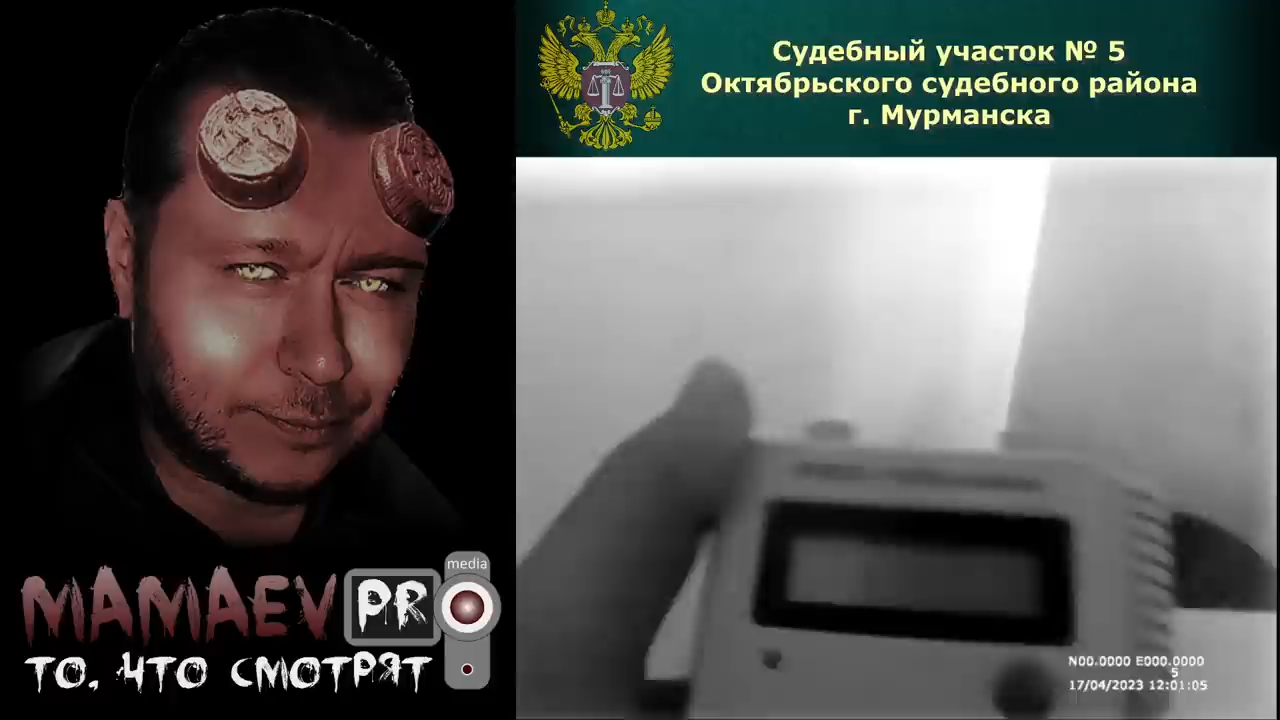 Судебный участок № 5
Октябрьского судебного района
г. Мурманска
media
MAMAEV PRO
ТО, ЧТО СМОТРЯТ
N00.0000 E000.0000
5
17/04/2023 12:01:05